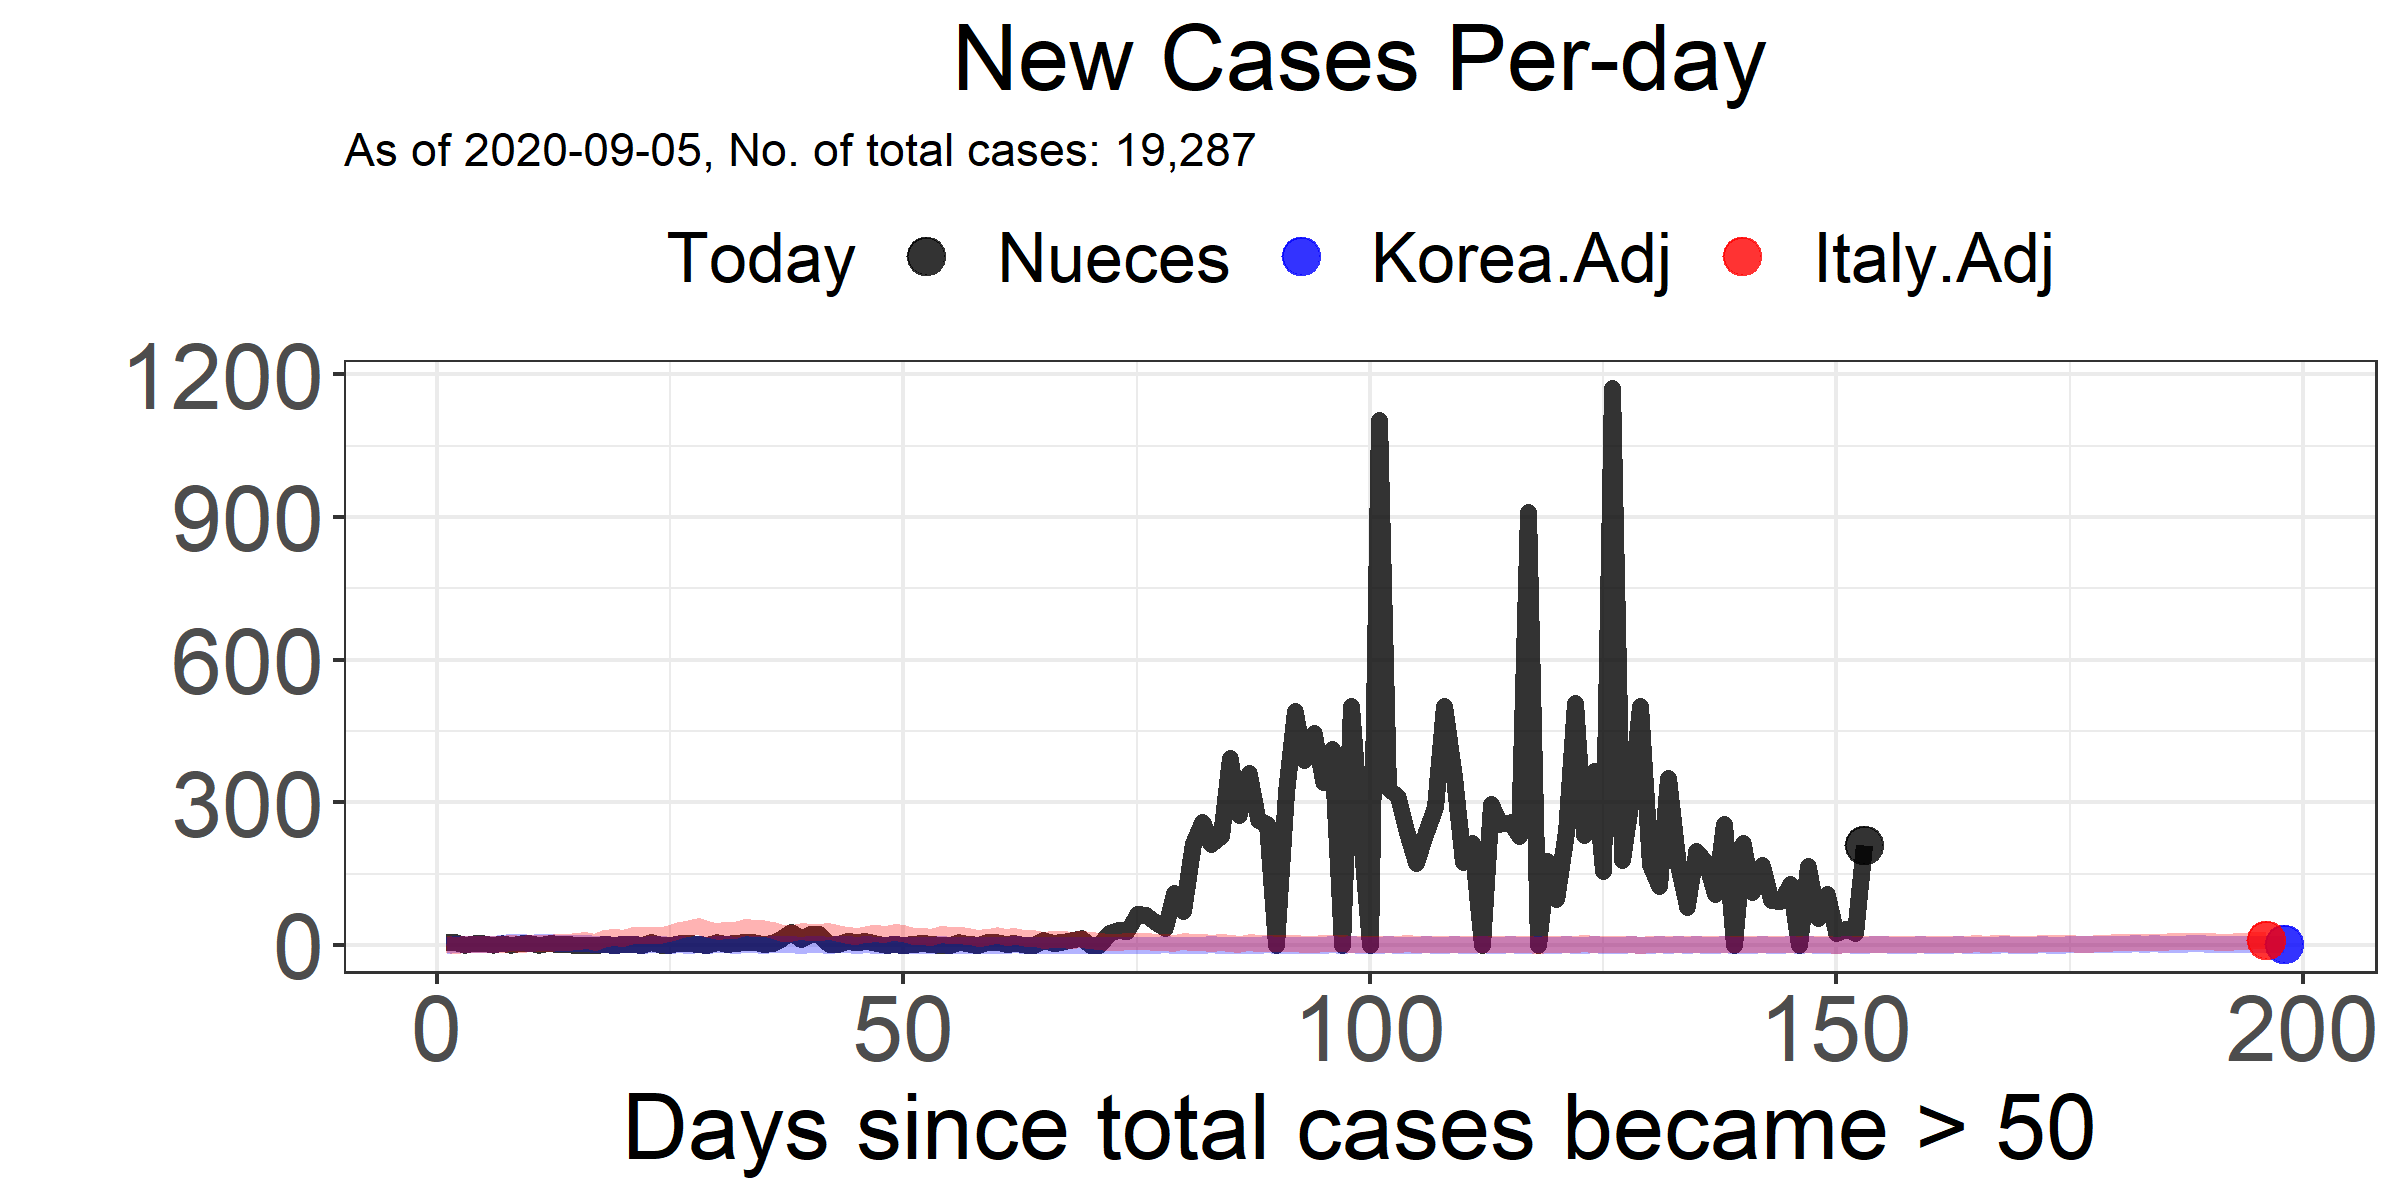 New Cases Per-day
As of 2020-09-05, No. of total cases: 19,287
Today Nueces Korea.Adj Italy.Adj
1200
900
600
300
0
0 50 100 150 200
Days since total cases became > 50